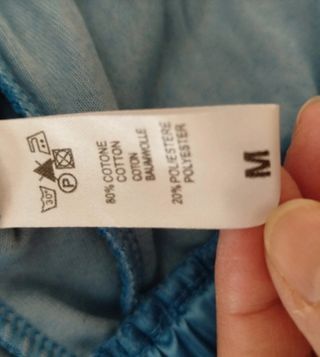 M
80% COTONE
COTTON
COTON
BAUMWOLLE
20% POLIESTERE
POLYESTER
30°
P